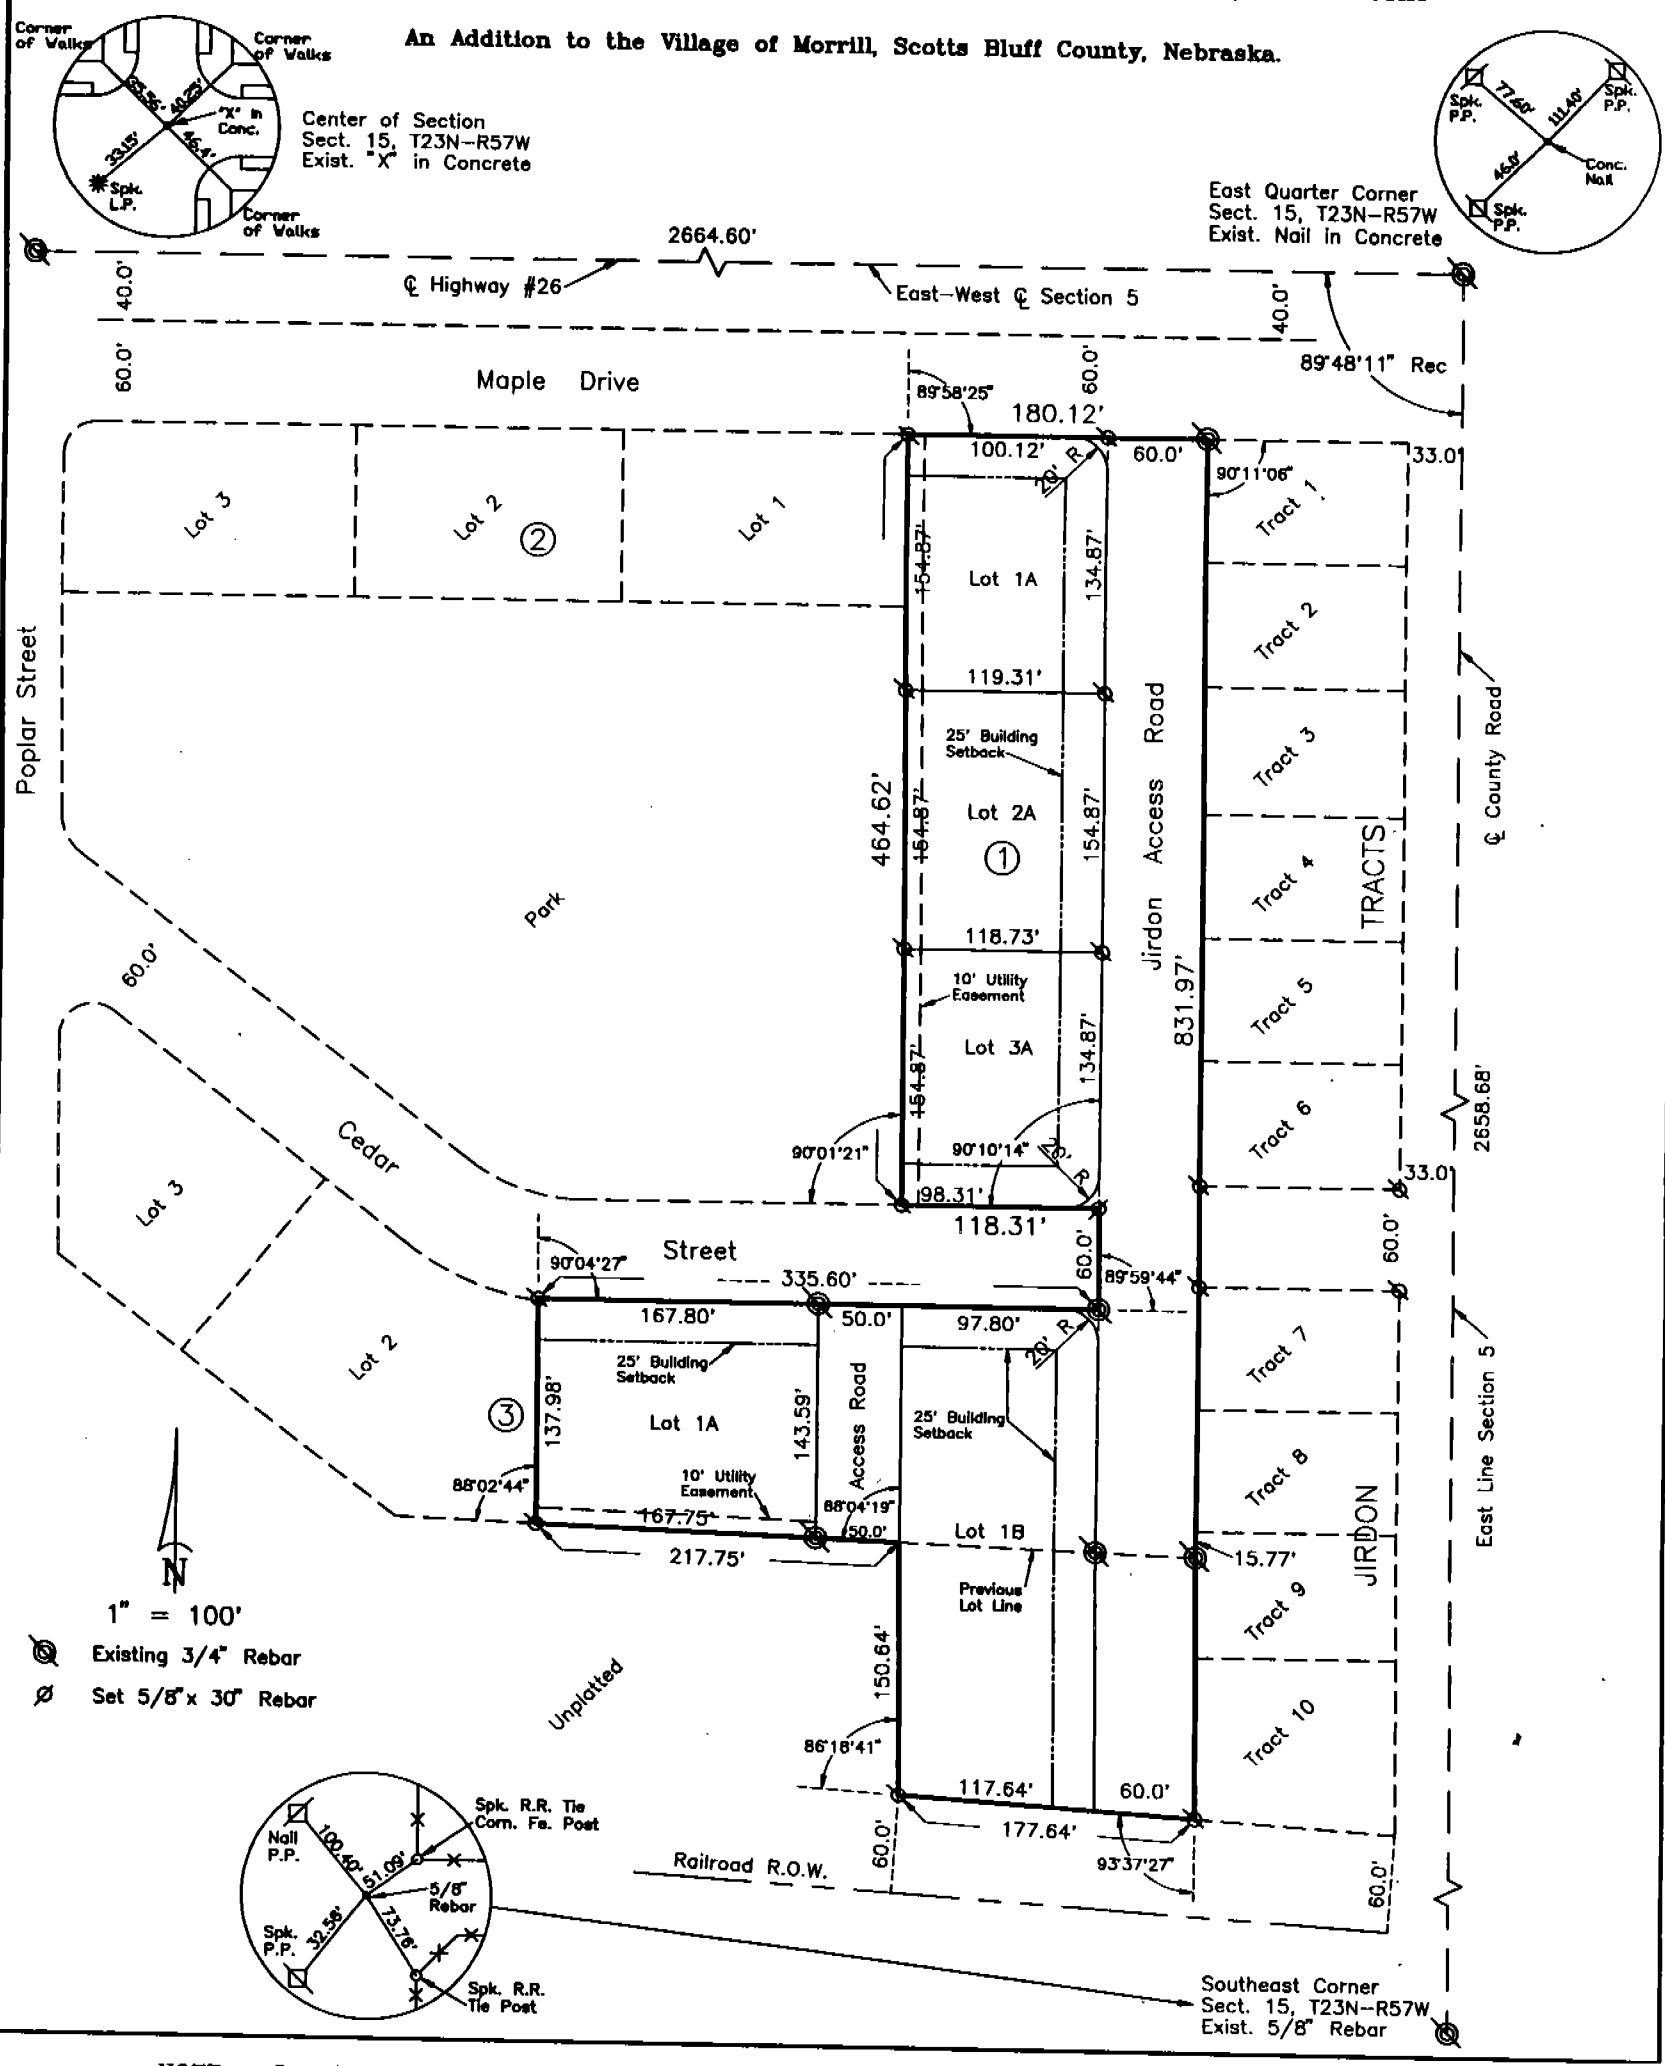 An Addition to the Village of Morrill, Scotts Bluff County, Nebraska.
Corner
of Walks
Corner
of Walks
40.25'
"X" in
Conc.
33.15'
46.4'
Spk.
L.P.
Corner
of Walks
Center of Section
Sect. 15, T23N-R57W
Exist. "X" in Concrete
Spk.
P.P.
77.60'
111.40'
Spk.
P.P.
46.0'
Conc.
Nail
Spk.
P.P.
East Quarter Corner
Sect. 15, T23N-R57W
Exist. Nail in Concrete
2664.60'
40.0'
℄ Highway #26
East-West ℄ Section 5
40.0'
60.0'
Maple Drive
60.0'
89°48'11" Rec
89°58'25"
180.12'
100.12'
20' R
60.0'
90°11'06"
33.0'
Lot 3
Lot 2
②
Lot 1
154.87'
Lot 1A
134.87'
Tract 1
Tract 2
Tract 3
Tract 4
Tract 5
Tract 6
TRACTS
Poplar Street
119.31'
25' Building
Setback
464.62'
154.87'
Lot 2A
①
154.87'
Jirdon Access Road
831.97'
℄ County Road
Park
118.73'
10' Utility
Easement
Lot 3A
154.87'
134.87'
2658.68'
60.0'
Cedar
Street
90°01'21"
90°10'14"
20' R
98.31'
118.31'
33.0'
60.0'
60.0'
89°59'44"
Lot 3
Lot 2
90°04'27"
335.60'
167.80'
50.0'
97.80'
20' R
25' Building
Setback
③
137.98'
Lot 1A
143.59'
Access Road
25' Building
Setback
10' Utility
Easement
88°02'44"
88°04'19"
167.75'
50.0'
217.75'
Lot 1B
Previous
Lot Line
15.77'
Tract 7
Tract 8
Tract 9
Tract 10
JIRDON
East Line Section 5
N
1" = 100'
Existing 3/4" Rebar
Set 5/8"x 30" Rebar
Unplatted
150.64'
86°18'41"
117.64'
60.0'
177.64'
93°37'27"
60.0'
60.0'
Railroad R.O.W.
Nail
P.P.
100.40'
51.09'
Spk. R.R. Tie
Corn. Fe. Post
5/8"
Rebar
Spk.
P.P.
32.56'
73.76'
Spk. R.R.
Tie Post
Southeast Corner
Sect. 15, T23N-R57W
Exist. 5/8" Rebar